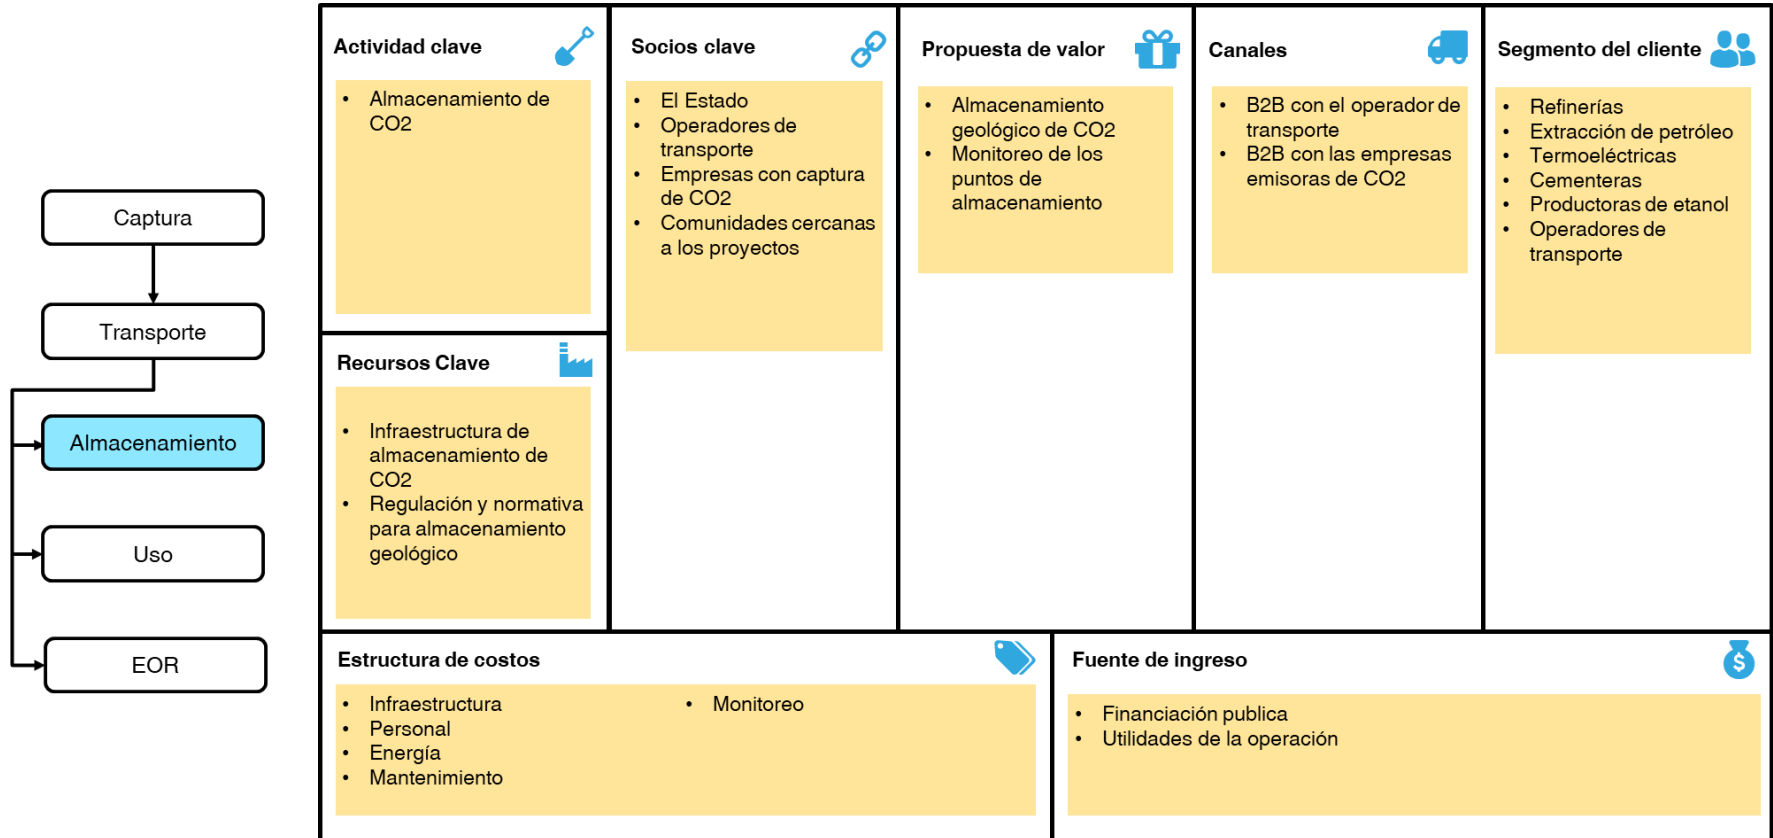 Captura
Transporte
Almacenamiento
Uso
EOR
Actividad clave
• Almacenamiento de
CO2
Recursos Clave
• Infraestructura de
almacenamiento de
CO2
• Regulación y normativa
para almacenamiento
geológico
Socios clave
• El Estado
• Operadores de
transporte
• Empresas con captura
de CO2
• Comunidades cercanas
a los proyectos
Propuesta de valor
• Almacenamiento
geológico de CO2
• Monitoreo de los
puntos de
almacenamiento
Canales
• B2B con el operador de
transporte
• B2B con las empresas
emisoras de CO2
Segmento del cliente
• Refinerías
• Extracción de petróleo
• Termoeléctricas
• Cementeras
• Productoras de etanol
• Operadores de
transporte
Estructura de costos
• Infraestructura
• Personal
• Energía
• Mantenimiento
• Monitoreo
Fuente de ingreso
$
• Financiación publica
• Utilidades de la operación